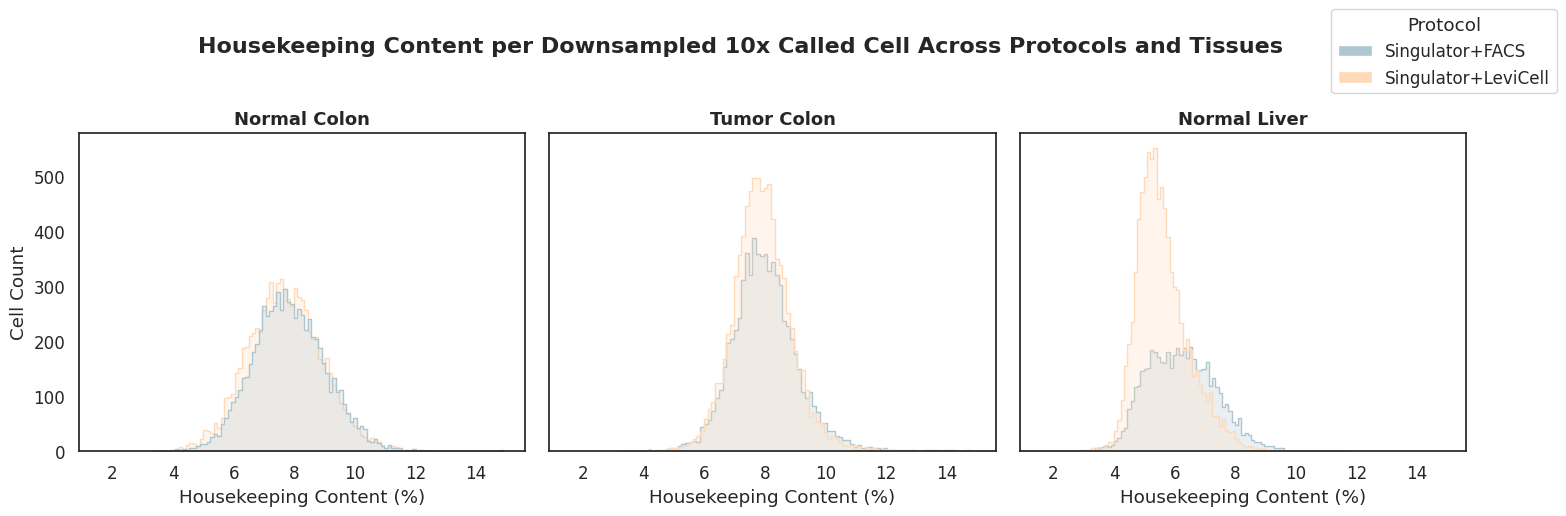 Housekeeping Content per Downsampled 10x Called Cell Across Protocols and Tissues
Protocol
Singulator+FACS
Singulator+LeviCell
Normal Colon
Tumor Colon
Normal Liver
Cell Count
500
400
300
200
100
0
2 4 6 8 10 12 14
2 4 6 8 10 12 14
2 4 6 8 10 12 14
Housekeeping Content (%)
Housekeeping Content (%)
Housekeeping Content (%)